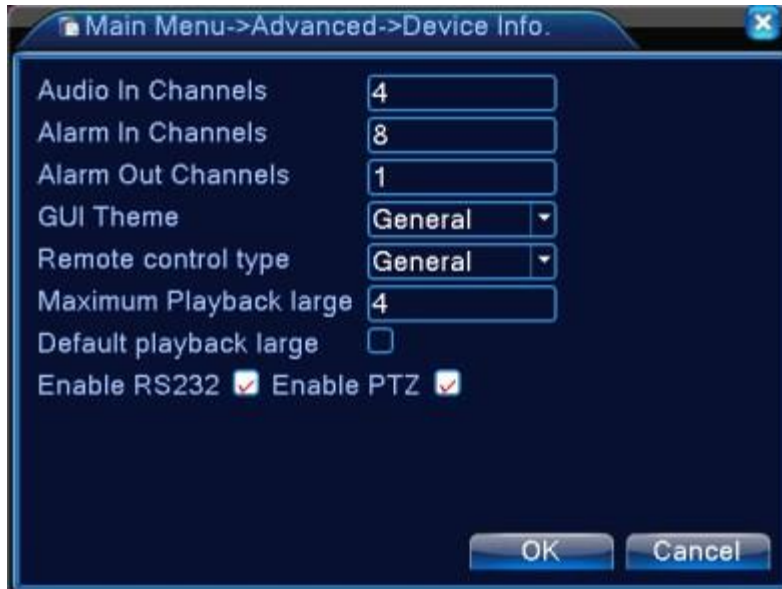 Main Menu->Advanced->Device Info.
Audio In Channels 4
Alarm In Channels 8
Alarm Out Channels 1
GUI Theme General
Remote control type General
Maximum Playback large 4
Default playback large
Enable RS232 Enable PTZ
OK Cancel